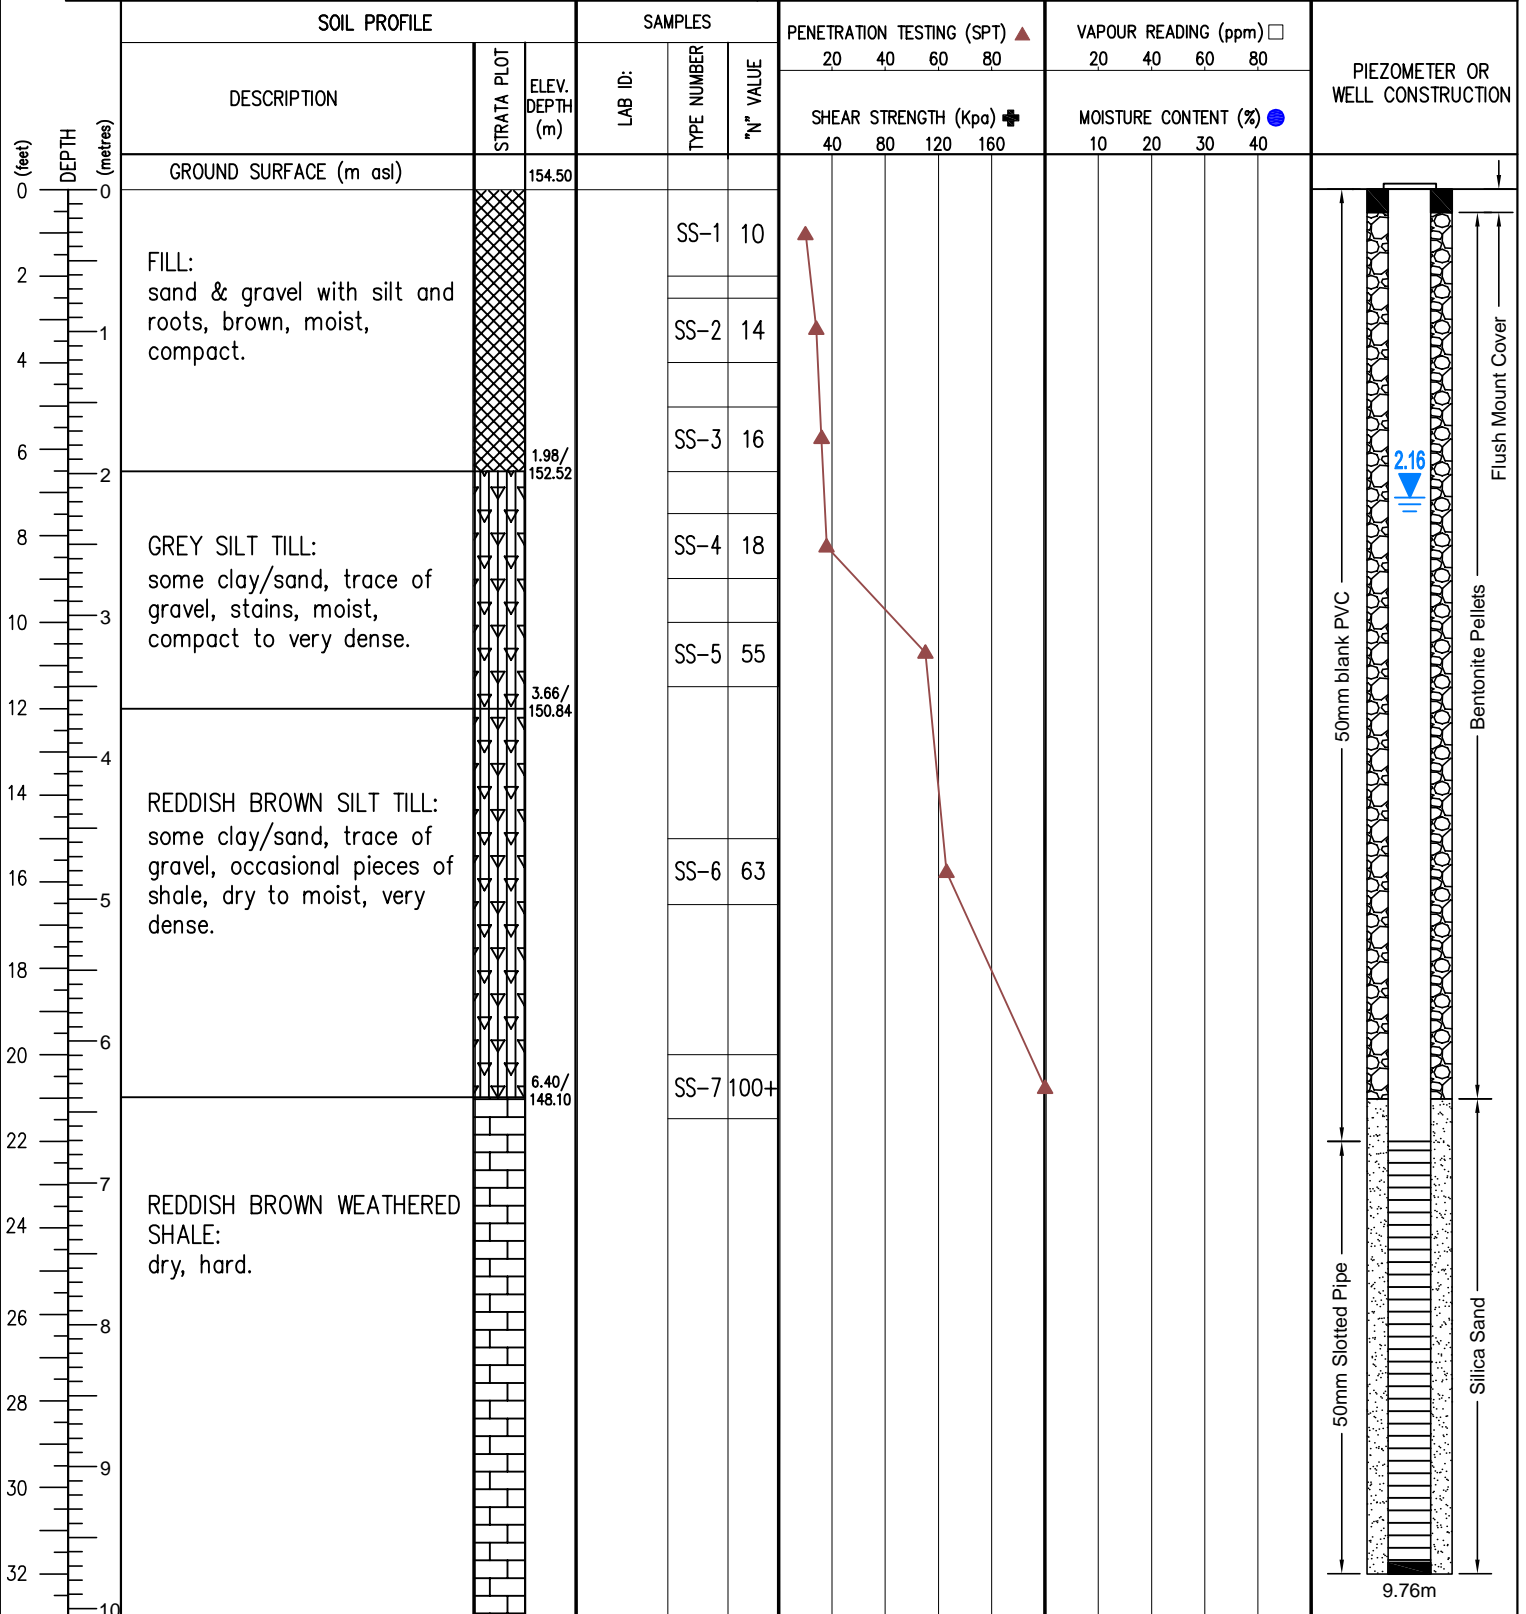 SOIL PROFILE
SAMPLES
PENETRATION TESTING (SPT)
20 40 60 80
SHEAR STRENGTH (Kpa)
40 80 120 160
VAPOUR READING (ppm)
20 40 60 80
MOISTURE CONTENT (%)
10 20 30 40
PIEZOMETER OR
WELL CONSTRUCTION
(feet)
DEPTH
(metres)
DESCRIPTION
STRATA PLOT
ELEV.
DEPTH
(m)
LAB ID:
TYPE NUMBER
"N" VALUE
GROUND SURFACE (m asl)
154.50
0
2
4
6
8
10
12
14
16
18
20
22
24
26
28
30
32
0
1
2
3
4
5
6
7
8
9
10
FILL:
sand & gravel with silt and
roots, brown, moist,
compact.
1.98/
152.52
GREY SILT TILL:
some clay/sand, trace of
gravel, stains, moist,
compact to very dense.
3.66/
150.84
REDDISH BROWN SILT TILL:
some clay/sand, trace of
gravel, occasional pieces of
shale, dry to moist, very
dense.
6.40/
148.10
REDDISH BROWN WEATHERED
SHALE:
dry, hard.
SS-1 10
SS-2 14
SS-3 16
SS-4 18
SS-5 55
SS-6 63
SS-7 100+
2.16
50mm blank PVC
50mm Slotted Pipe
Flush Mount Cover
Bentonite Pellets
Silica Sand
9.76m